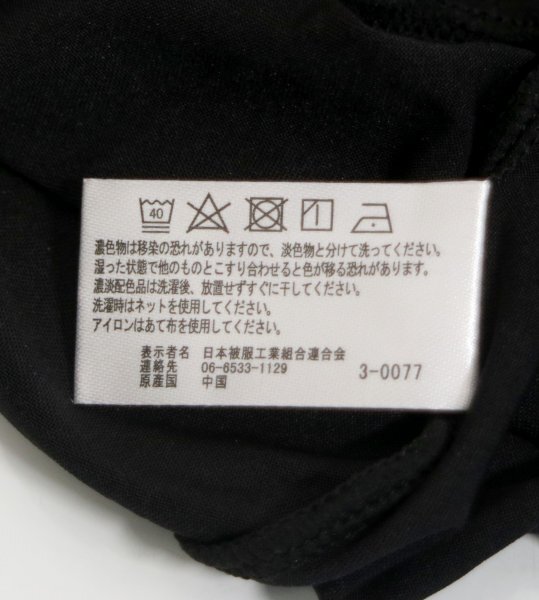 40
濃色物は移染の恐れがありますので、淡色物と分けて洗ってください。
湿った状態で他のものとこすり合わせると色が移る恐れがあります。
濃淡配色品は洗濯後、放置せずすぐに干してください。
洗濯時はネットを使用してください。
アイロンはあて布を使用してください。
表示者名 日本被服工業組合連合会
連絡先 06-6533-1129 3-0077
原産国 中国